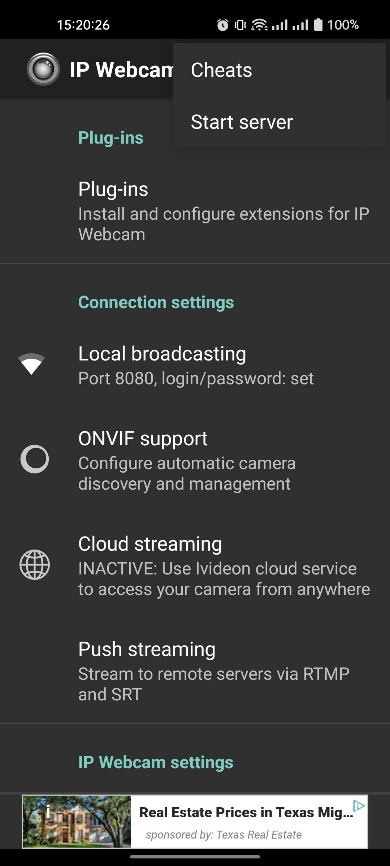 15:20:26
100%
IP Webcam
Cheats
Start server
Plug-ins
Plug-ins
Install and configure extensions for IP
Webcam
Connection settings
Local broadcasting
Port 8080, login/password: set
ONVIF support
Configure automatic camera
discovery and management
Cloud streaming
INACTIVE: Use Ivideon cloud service
to access your camera from anywhere
Push streaming
Stream to remote servers via RTMP
and SRT
IP Webcam settings
Real Estate Prices in Texas Mig...
sponsored by: Texas Real Estate